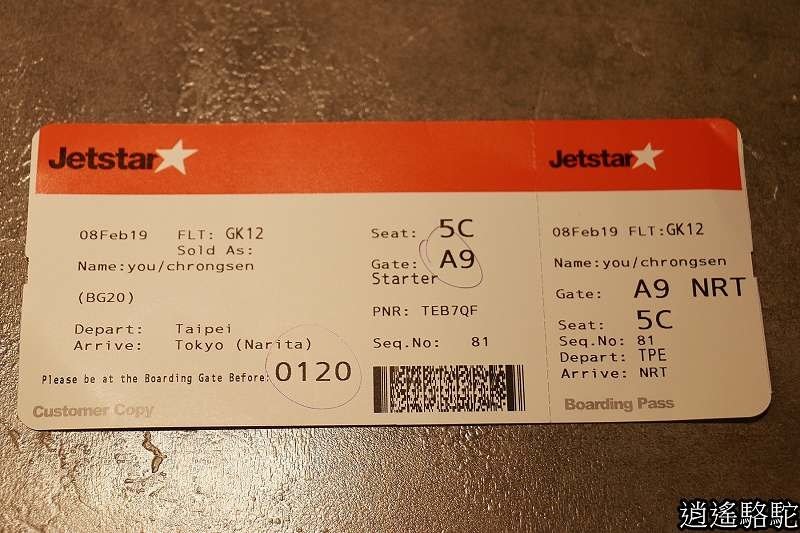 Jetstar
08Feb19 FLT: GK12
Sold As:
Name:you/chrongsen
(BG20)
Depart: Taipei
Arrive: Tokyo (Narita)
Please be at the Boarding Gate Before: 0120
Customer Copy
Seat: 5C
Gate: A9
Starter
PNR: TEB7QF
Seq.No: 81
Jetstar
08Feb19 FLT:GK12
Name:you/chrongsen
Gate: A9 NRT
Seat: 5C
Seq.No: 81
Depart: TPE
Arrive: NRT
Boarding Pass
逍遙駱駝